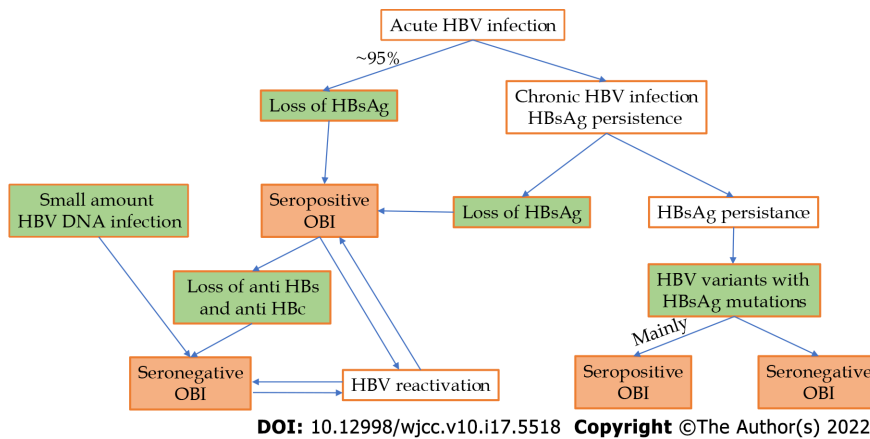 Acute HBV infection
~95%
Loss of HBsAg
Chronic HBV infection
HBsAg persistence
Small amount
HBV DNA infection
Seropositive
OBI
Loss of HBsAg
HBsAg persistance
Loss of anti HBs
and anti HBc
HBV variants with
HBsAg mutations
Mainly
Seronegative
OBI
HBV reactivation
Seropositive
OBI
Seronegative
OBI
DOI: 10.12998/wjcc.v10.i17.5518 Copyright ©The Author(s) 2022